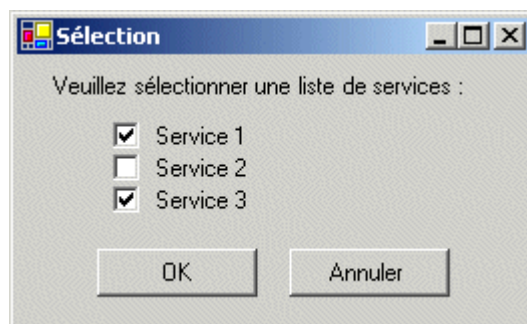 Sélection
Veuillez sélectionner une liste de services :
Service 1
Service 2
Service 3
OK Annuler